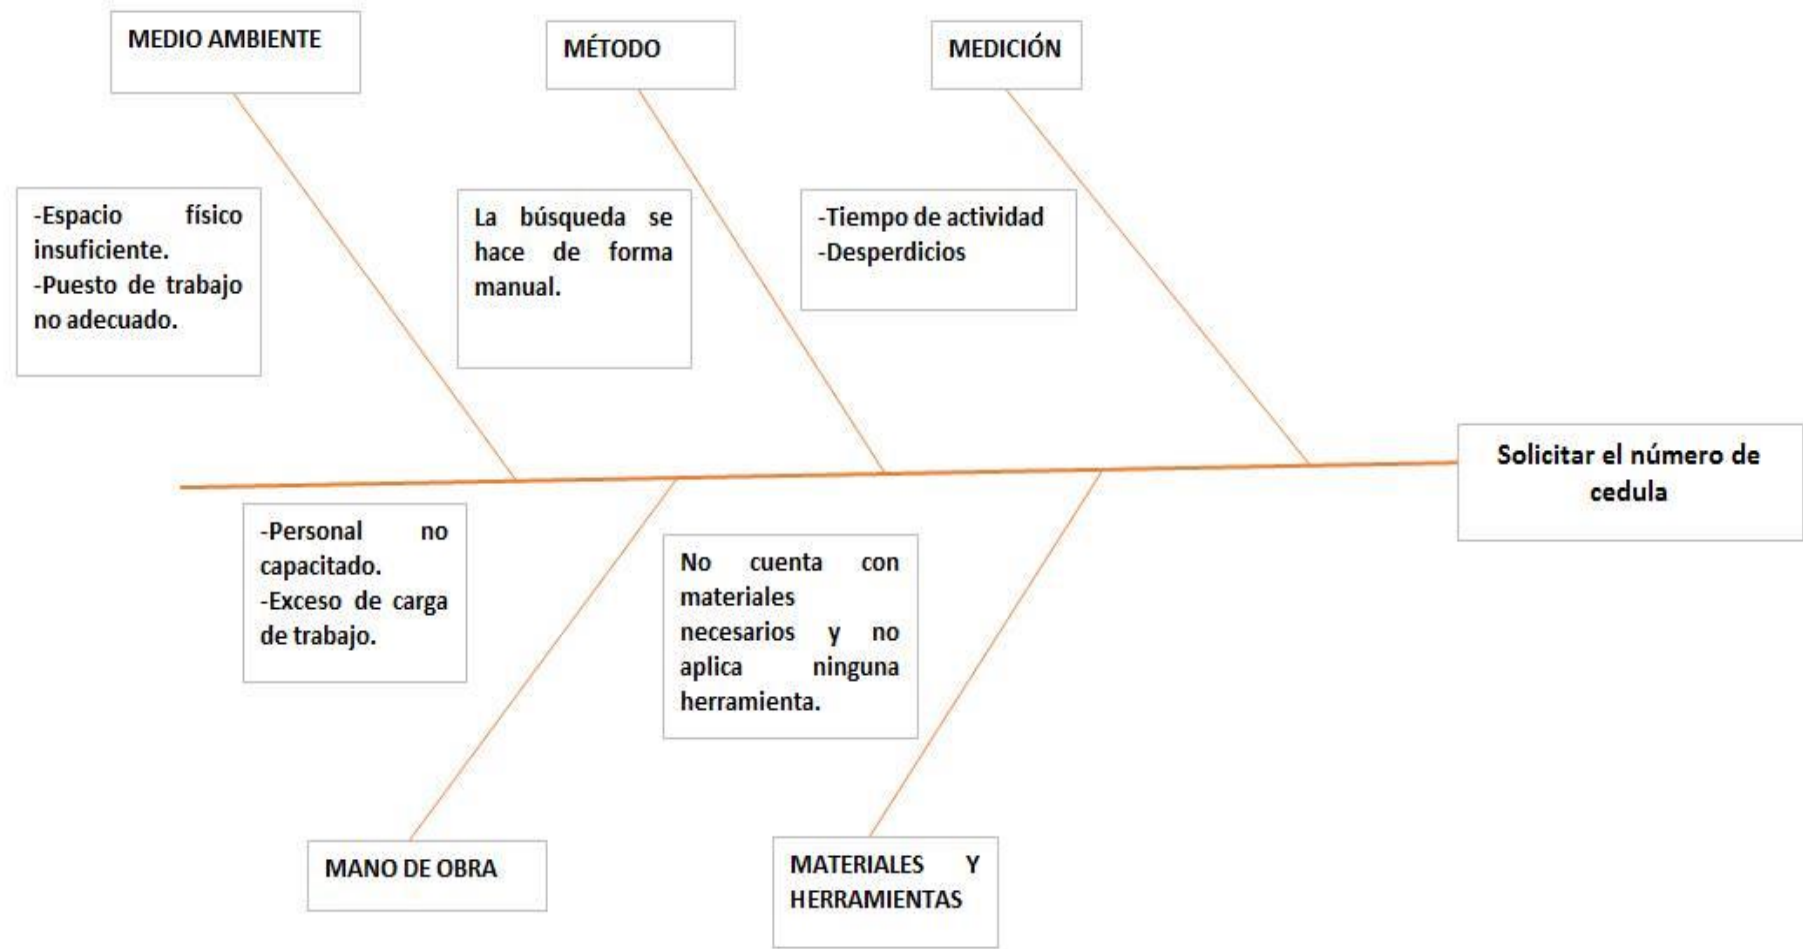 MEDIO AMBIENTE
MÉTODO
MEDICIÓN
-Espacio físico
insuficiente.
-Puesto de trabajo
no adecuado.
La búsqueda se
hace de forma
manual.
-Tiempo de actividad
-Desperdicios
Solicitar el número de
cedula
-Personal no
capacitado.
-Exceso de carga
de trabajo.
No cuenta con
materiales
necesarios y no
aplica ninguna
herramienta.
MANO DE OBRA
MATERIALES Y
HERRAMIENTAS